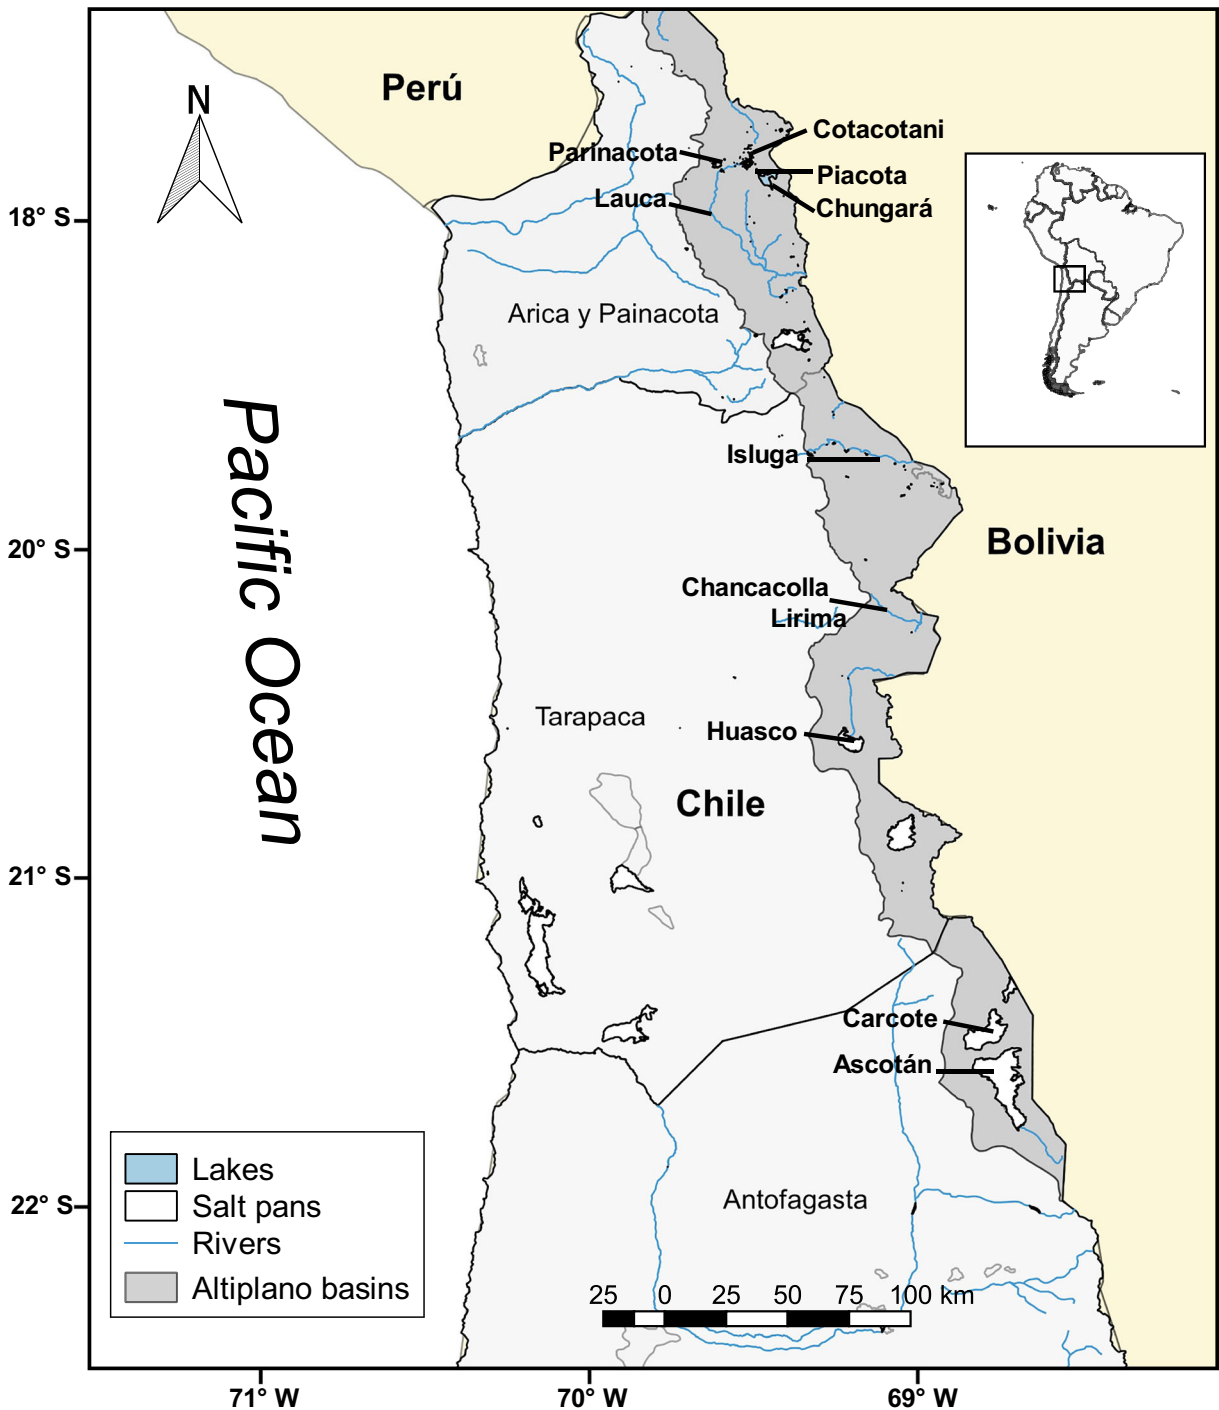 Perú
N
Cotacotani
Parinacota
Piacota
Lauca
Chungará
18° S
Arica y Painacota
Pacific Ocean
Isluga
20° S
Bolivia
Chancacolla
Lirima
Tarapaca
Huasco
Chile
21° S
Carcote
Ascotán
Lakes
Salt pans
Rivers
Altiplano basins
Antofagasta
22° S
25 0 25 50 75 100 km
71° W
70° W
69° W